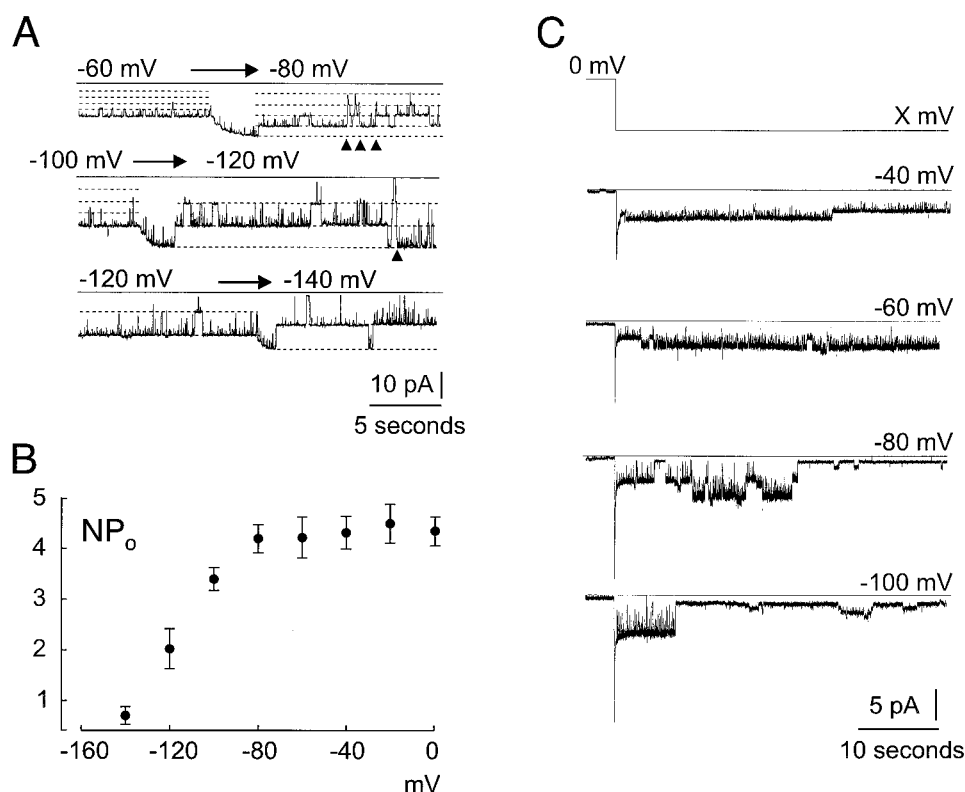 A
-60 mV → -80 mV
-100 mV → -120 mV
-120 mV → -140 mV
10 pA
5 seconds
B
NPo
5
4
3
2
1
-160 -120 -80 -40 0
mV
C
0 mV
X mV
-40 mV
-60 mV
-80 mV
-100 mV
5 pA
10 seconds